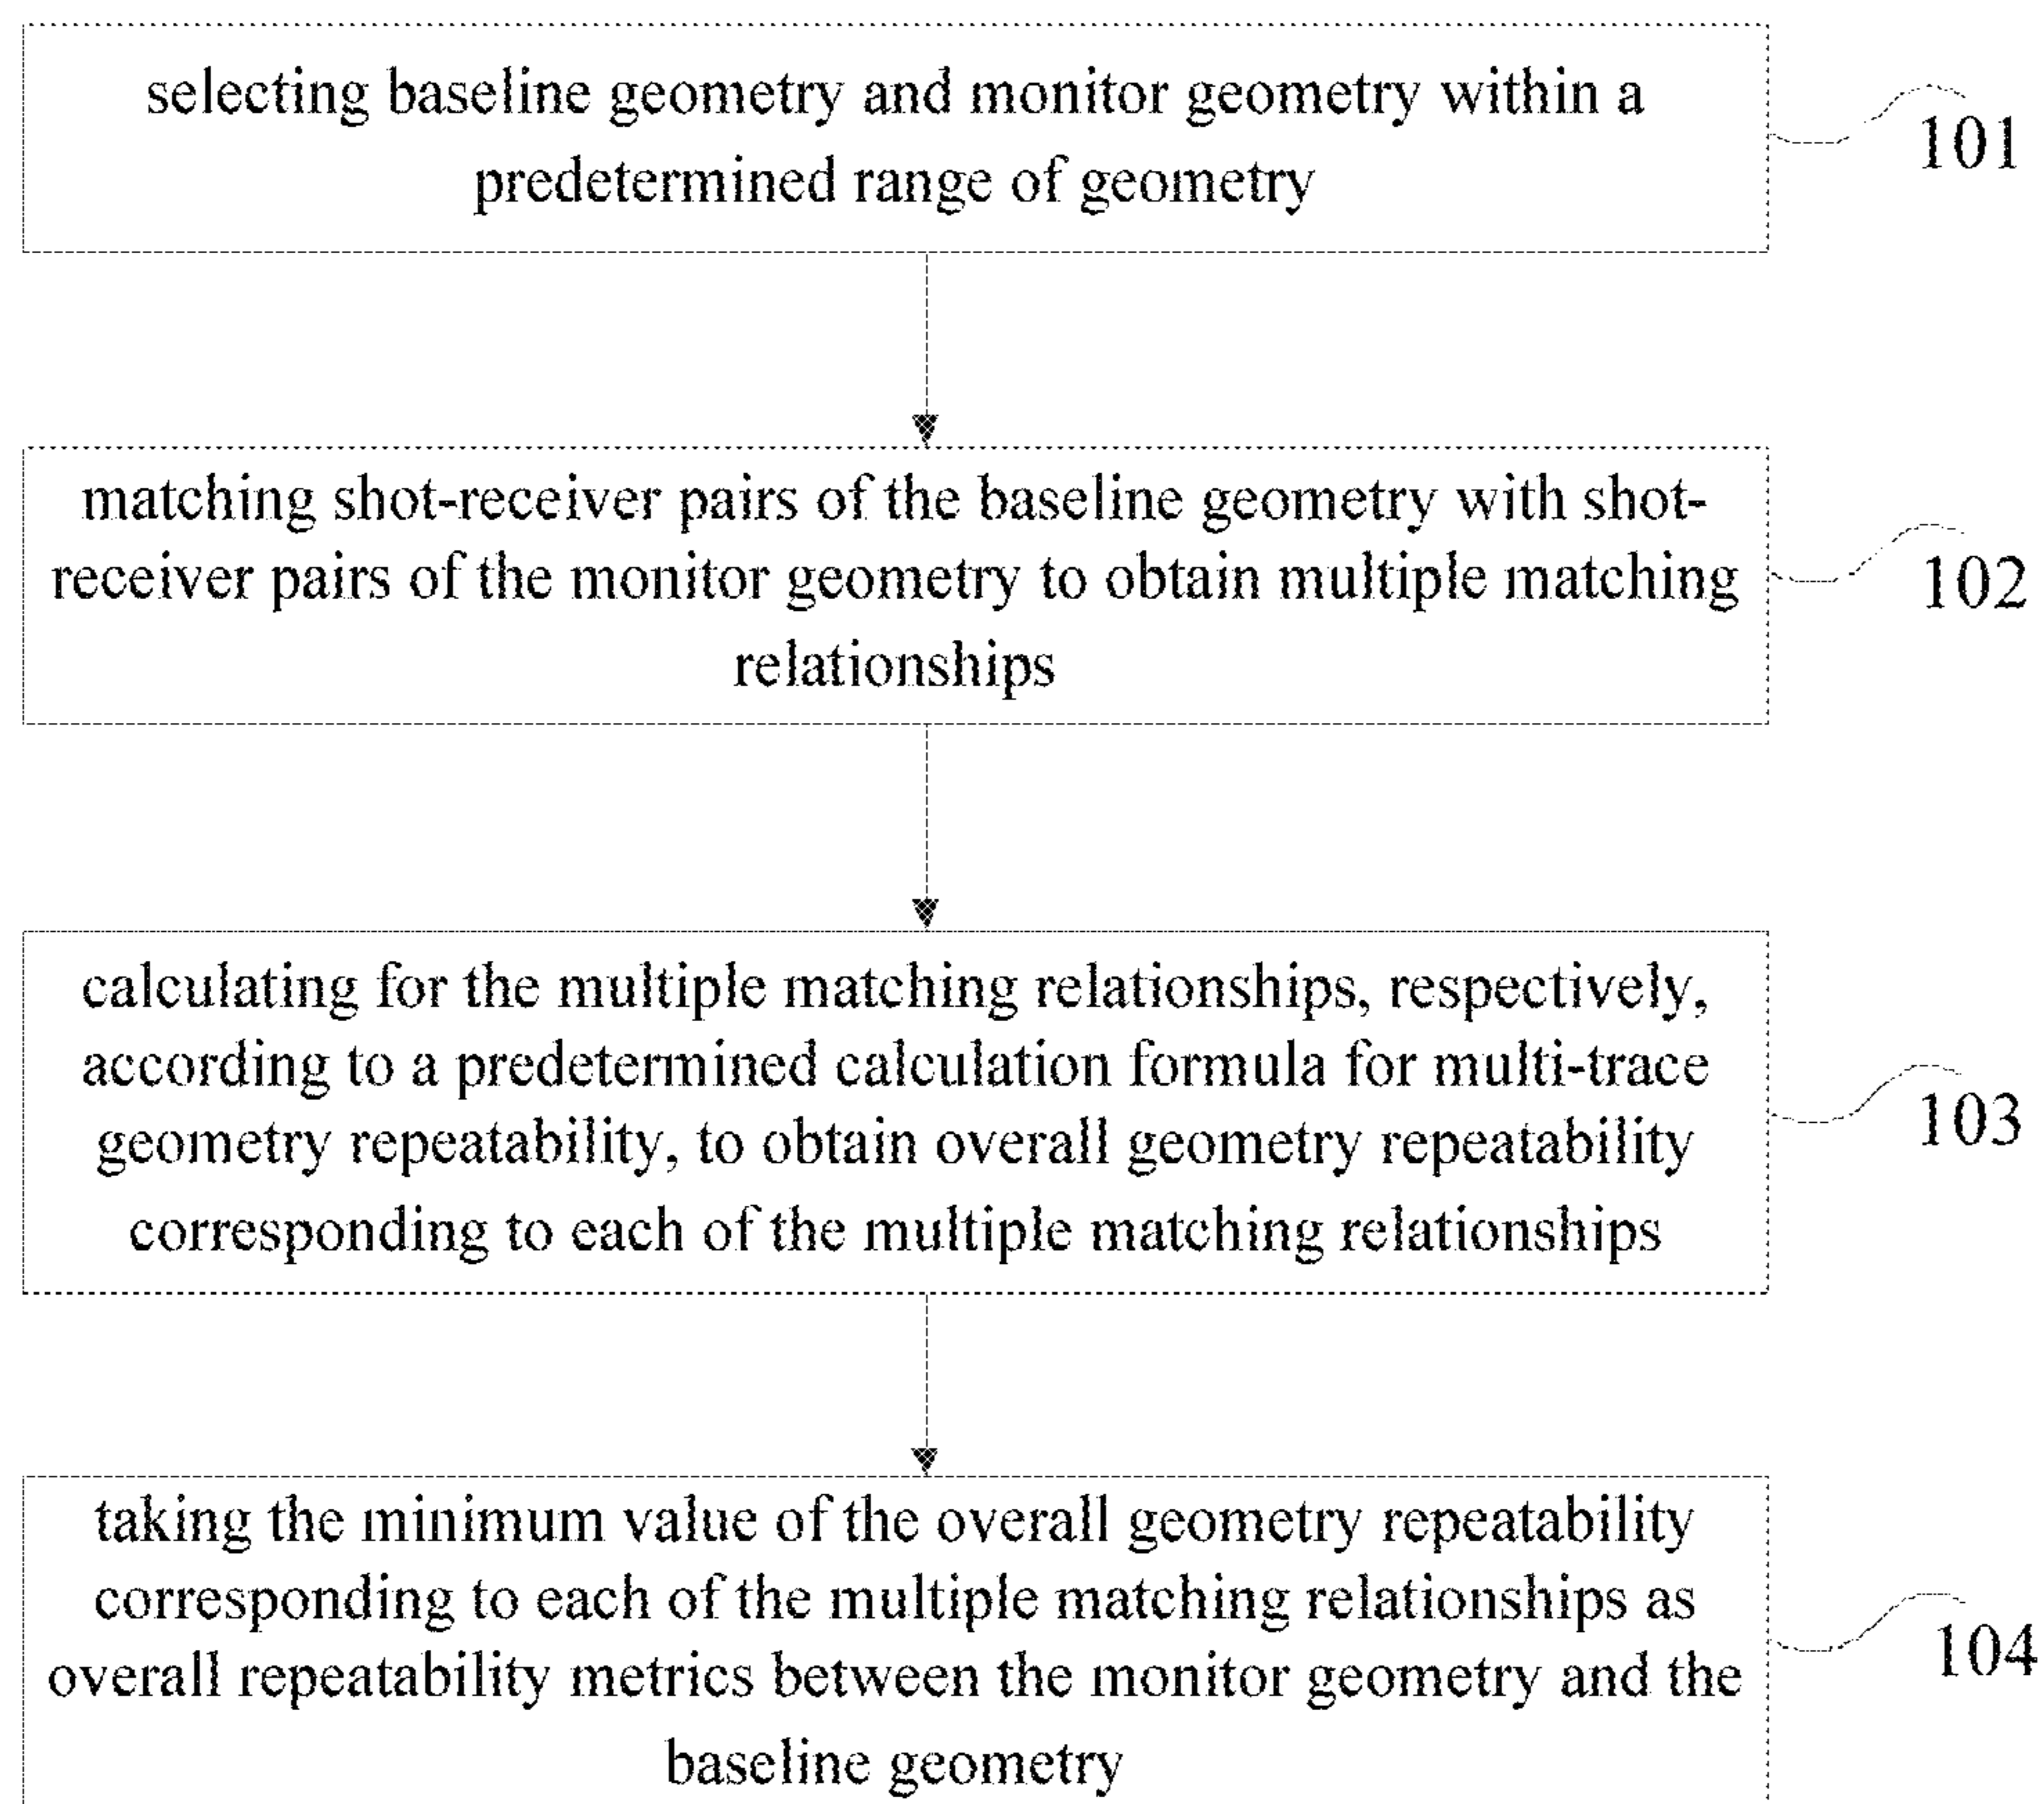 selecting baseline geometry and monitor geometry within a
predetermined range of geometry
101
matching shot-receiver pairs of the baseline geometry with shot-
receiver pairs of the monitor geometry to obtain multiple matching
relationships
102
calculating for the multiple matching relationships, respectively,
according to a predetermined calculation formula for multi-trace
geometry repeatability, to obtain overall geometry repeatability
corresponding to each of the multiple matching relationships
103
taking the minimum value of the overall geometry repeatability
corresponding to each of the multiple matching relationships as
overall repeatability metrics between the monitor geometry and the
baseline geometry
104